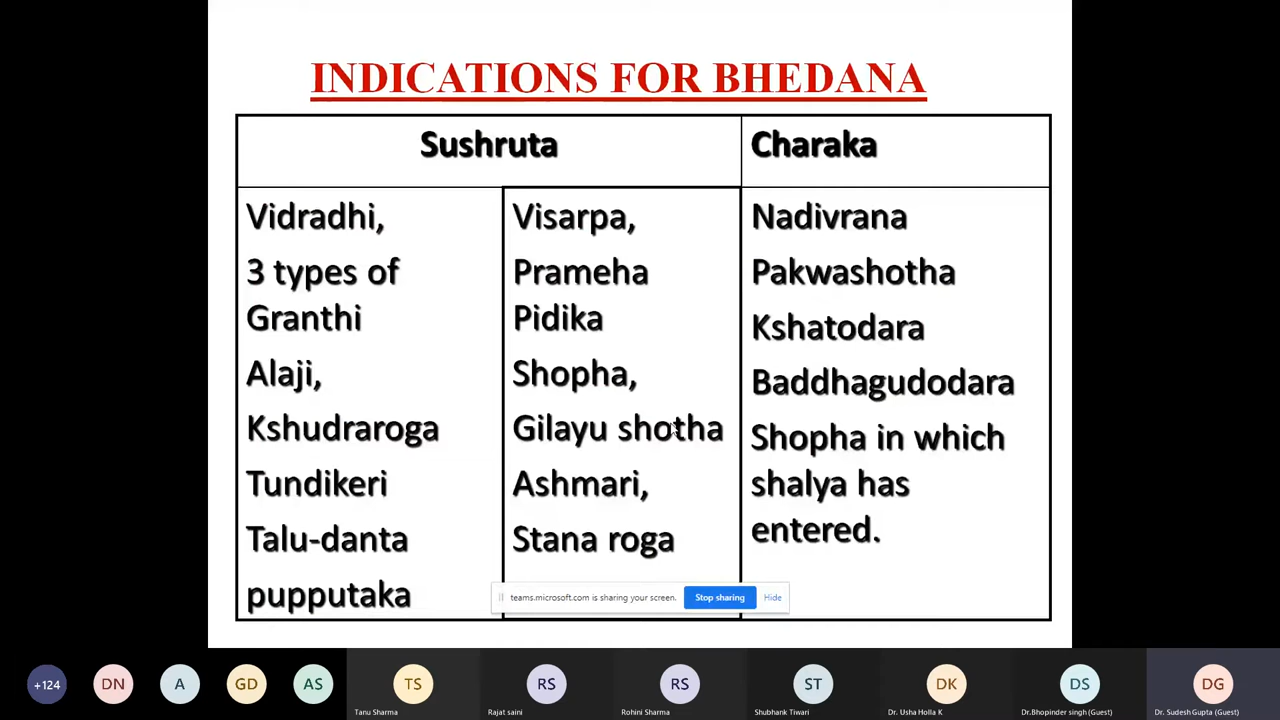 INDICATIONS FOR BHEDANA
Sushruta
Charaka
Vidradhi,
3 types of
Granthi
Alaji,
Kshudraroga
Tundikeri
Talu-danta
pupputaka
Visarpa,
Prameha
Pidika
Shopha,
Gilayu shotha
Ashmari,
Stana roga
Nadivrana
Pakwashotha
Kshatodara
Baddhagudodara
Shopha in which
shalya has
entered.
teams.microsoft.com is sharing your screen.
Stop sharing
Hide
+124
DN
A
GD
AS
TS
Tanu Sharma
RS
Rajat saini
RS
Rohini Sharma
ST
Shubhank Tiwari
DK
Dr. Usha Holla K
DS
Dr.Bhopinder singh (Guest)
DG
Dr. Sudesh Gupta (Guest)